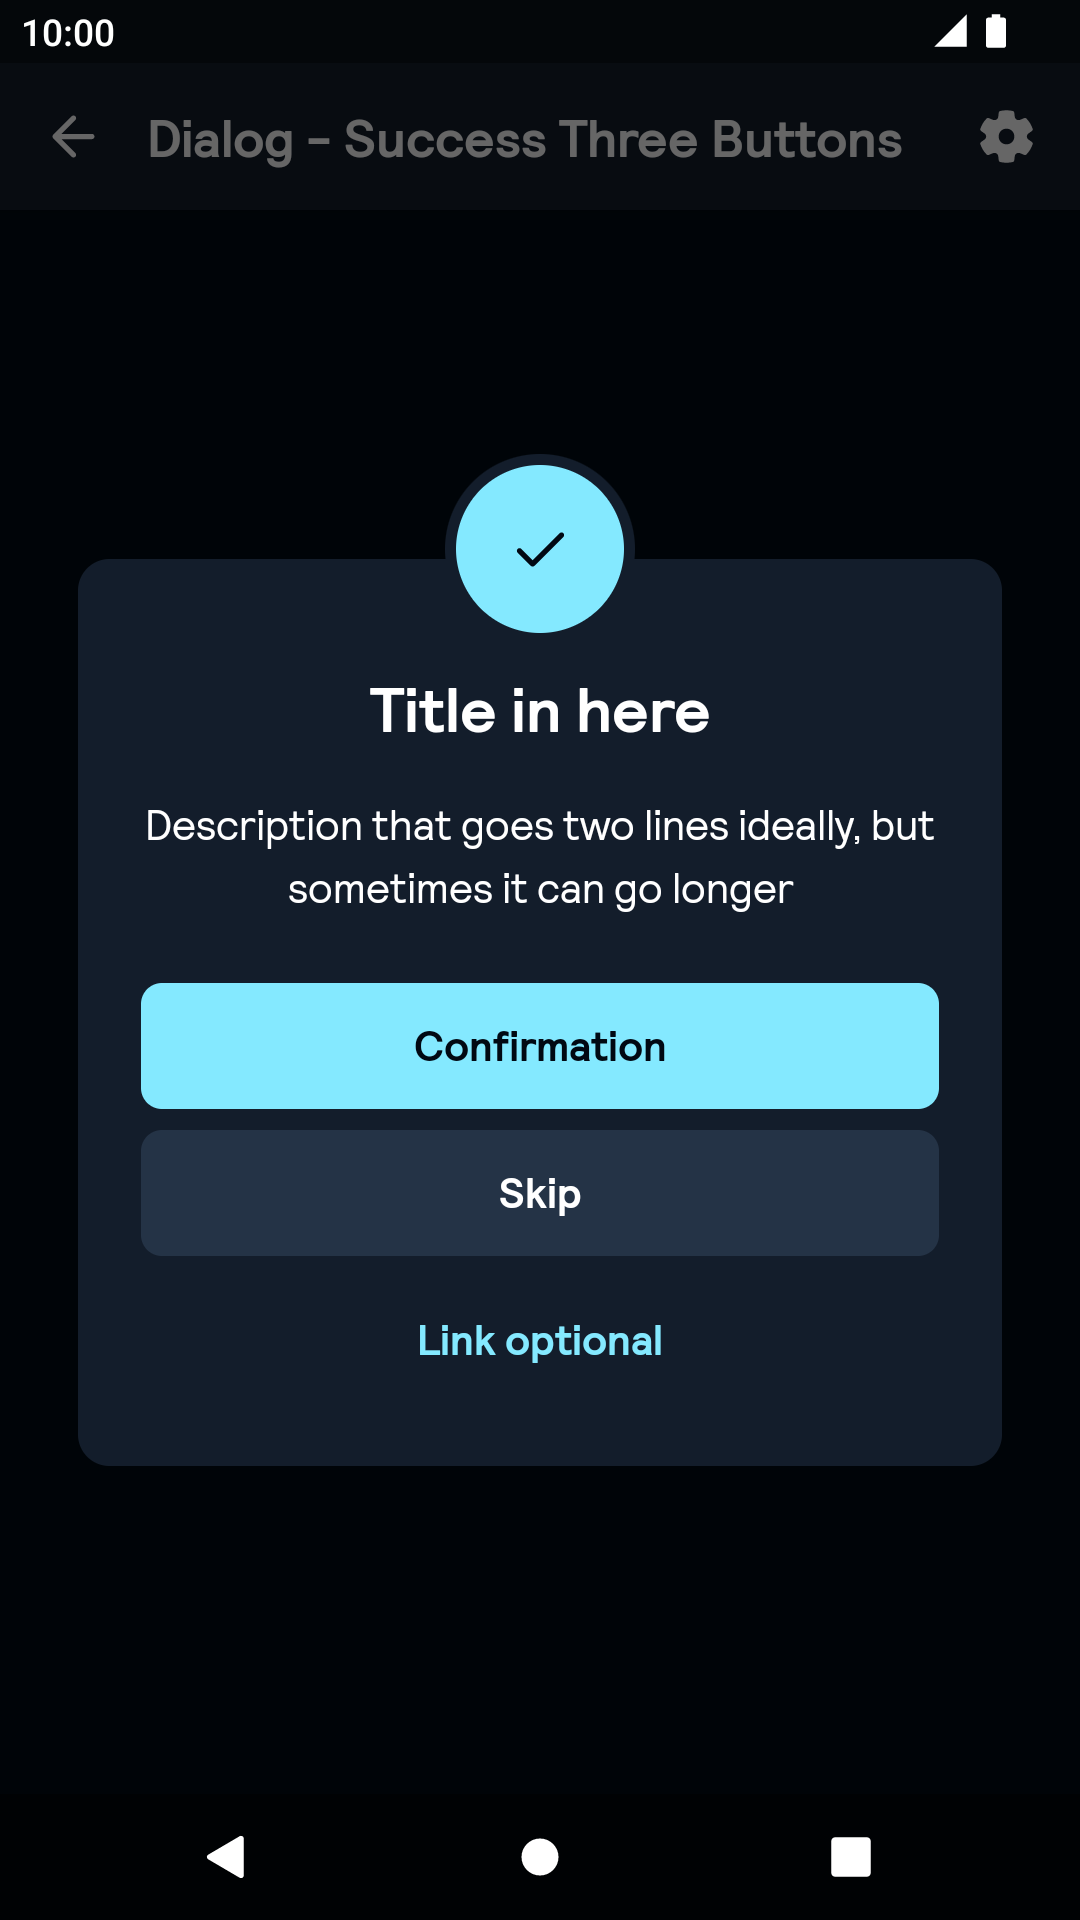 10:00
Dialog - Success Three Buttons
Title in here
Description that goes two lines ideally, but
sometimes it can go longer
Confirmation
Skip
Link optional